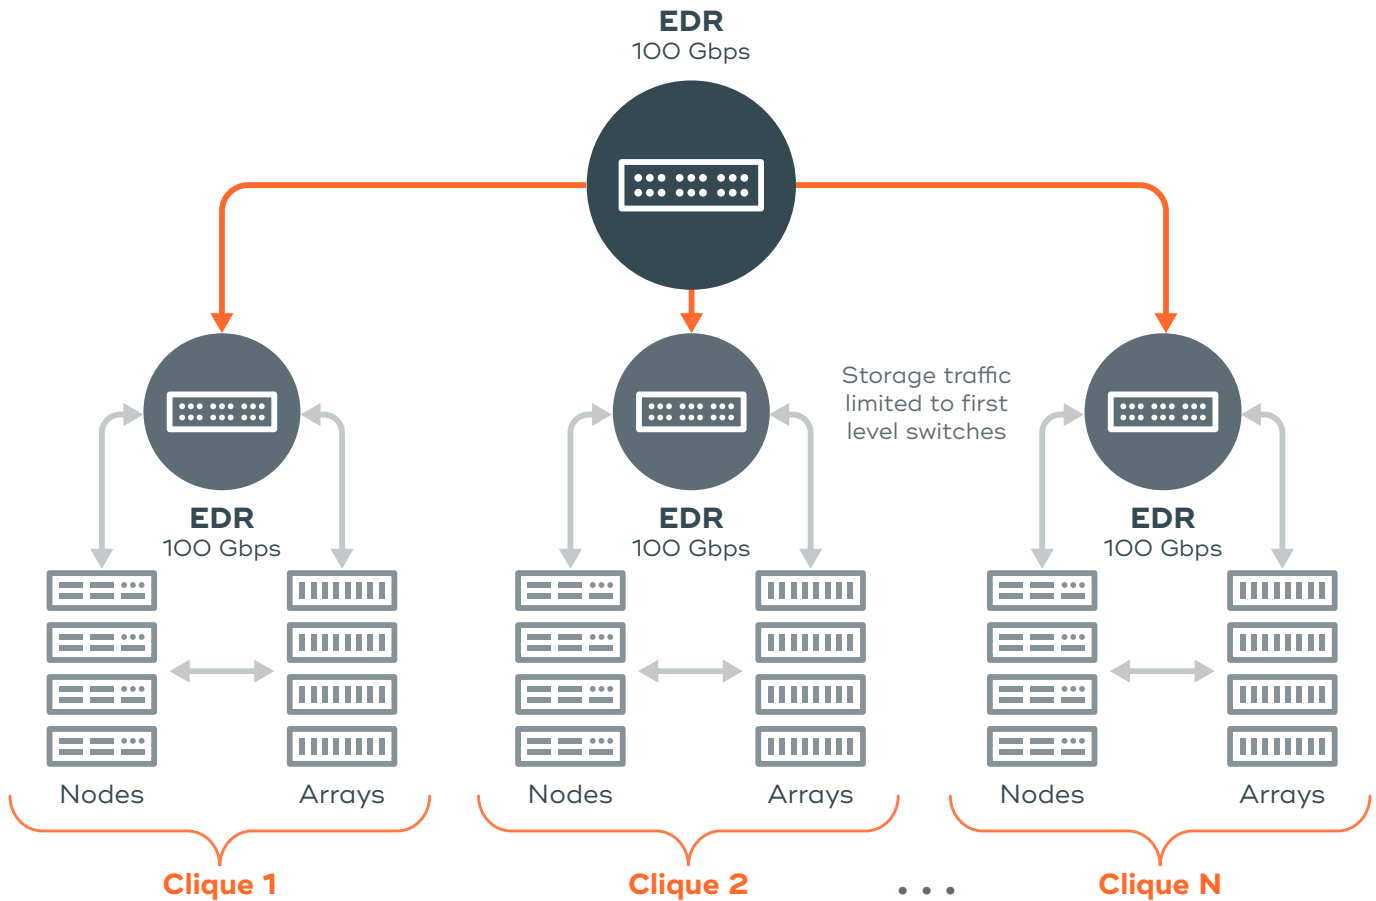 EDR
100 Gbps
Storage traffic
limited to first
level switches
EDR
100 Gbps
EDR
100 Gbps
EDR
100 Gbps
Nodes
Arrays
Nodes
Arrays
Nodes
Arrays
Clique 1
Clique 2
...
Clique N